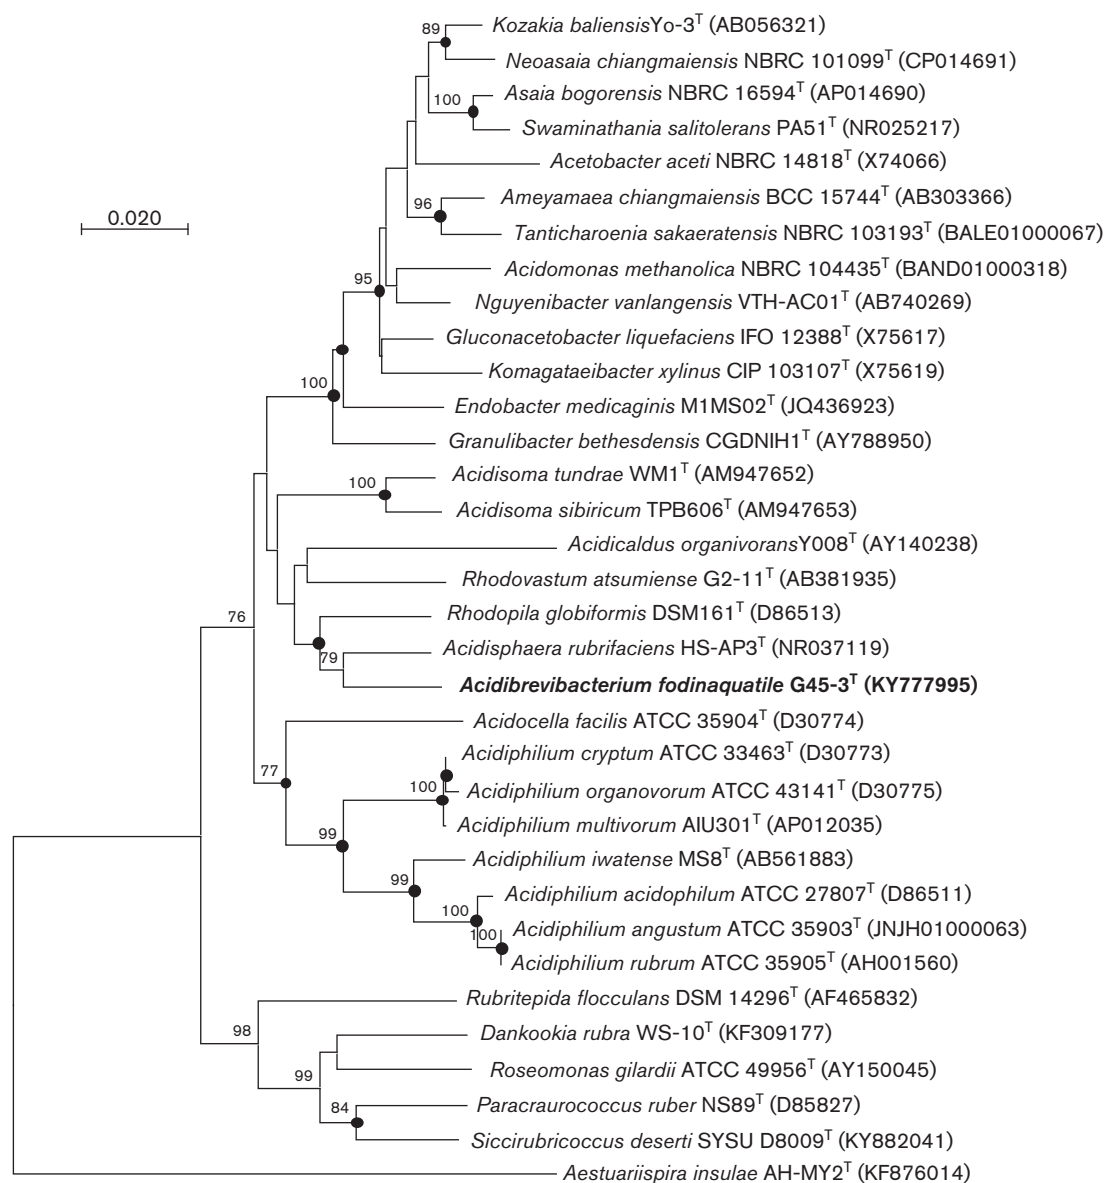 89
Kozakia baliensisYo-3ᵀ (AB056321)
Neoasaia chiangmaiensis NBRC 101099ᵀ (CP014691)
100
Asaia bogorensis NBRC 16594ᵀ (AP014690)
Swaminathania salitolerans PA51ᵀ (NR025217)
Acetobacter aceti NBRC 14818ᵀ (X74066)
96
Ameyamaea chiangmaiensis BCC 15744ᵀ (AB303366)
0.020
Tanticharoenia sakaeratensis NBRC 103193ᵀ (BALE01000067)
Acidomonas methanolica NBRC 104435ᵀ (BAND01000318)
95
Nguyenibacter vanlangensis VTH-AC01ᵀ (AB740269)
Gluconacetobacter liquefaciens IFO 12388ᵀ (X75617)
Komagataeibacter xylinus CIP 103107ᵀ (X75619)
100
Endobacter medicaginis M1MS02ᵀ (JQ436923)
Granulibacter bethesdensis CGDNIH1ᵀ (AY788950)
Acidisoma tundrae WM1ᵀ (AM947652)
100
Acidisoma sibiricum TPB606ᵀ (AM947653)
Acidicaldus organivoransY008ᵀ (AY140238)
Rhodovastum atsumiense G2-11ᵀ (AB381935)
76
Rhodopila globiformis DSM161ᵀ (D86513)
Acidisphaera rubrifaciens HS-AP3ᵀ (NR037119)
79
Acidibrevibacterium fodinaquatile G45-3ᵀ (KY777995)
Acidocella facilis ATCC 35904ᵀ (D30774)
Acidiphilium cryptum ATCC 33463ᵀ (D30773)
77
100
Acidiphilium organovorum ATCC 43141ᵀ (D30775)
Acidiphilium multivorum AIU301ᵀ (AP012035)
99
Acidiphilium iwatense MS8ᵀ (AB561883)
99
Acidiphilium acidophilum ATCC 27807ᵀ (D86511)
100
Acidiphilium angustum ATCC 35903ᵀ (JNJH01000063)
100
Acidiphilium rubrum ATCC 35905ᵀ (AH001560)
Rubritepida flocculans DSM 14296ᵀ (AF465832)
98
Dankookia rubra WS-10ᵀ (KF309177)
Roseomonas gilardii ATCC 49956ᵀ (AY150045)
99
Paracraurococcus ruber NS89ᵀ (D85827)
84
Siccirubricoccus deserti SYSU D8009ᵀ (KY882041)
Aestuariispira insulae AH-MY2ᵀ (KF876014)